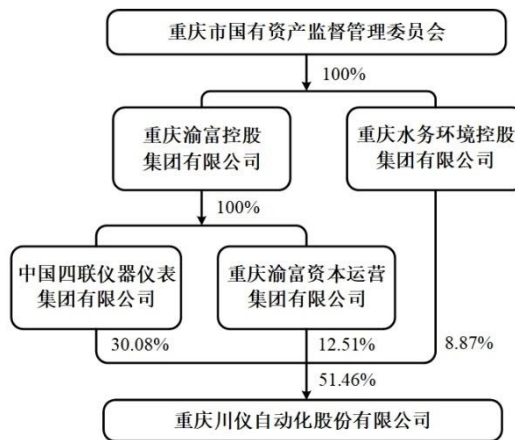 重庆市国有资产监督管理委员会
100%
重庆渝富控股
集团有限公司
重庆水务环境控股
集团有限公司
100%
中国四联仪器仪表
集团有限公司
重庆渝富资本运营
集团有限公司
30.08%
12.51%
8.87%
51.46%
重庆川仪自动化股份有限公司